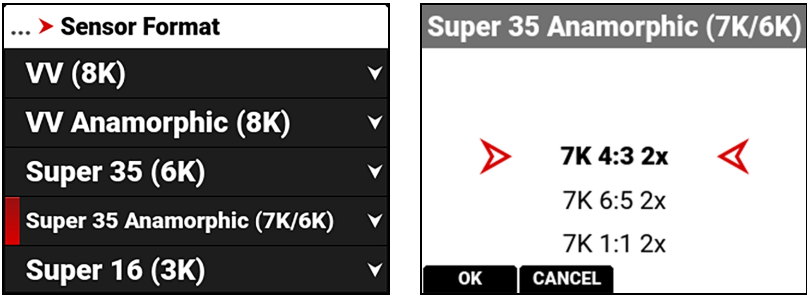 ... Sensor Format
VV (8K)
VV Anamorphic (8K)
Super 35 (6K)
Super 35 Anamorphic (7K/6K)
Super 16 (3K)
Super 35 Anamorphic (7K/6K)
7K 4:3 2x
7K 6:5 2x
7K 1:1 2x
OK CANCEL